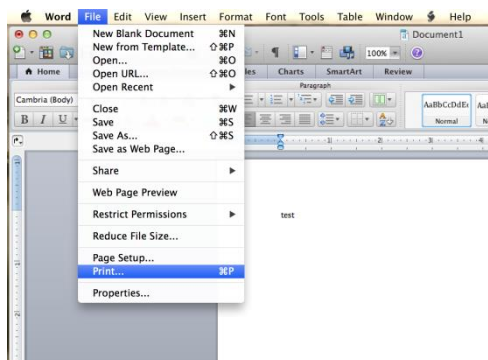 Word File Edit View Insert Format Font Tools Table Window Help
Document1
100%
Home
Charts SmartArt Review
Paragraph
Cambria (Body)
B I U
AaBbCcDdEe
Normal
New Blank Document ⌘N
New from Template... ⇧⌘P
Open... ⌘O
Open URL... ⇧⌘O
Open Recent
Close ⌘W
Save ⌘S
Save As... ⇧⌘S
Save as Web Page...
Share
Web Page Preview
Restrict Permissions
Reduce File Size...
Page Setup...
Print... ⌘P
Properties...
test